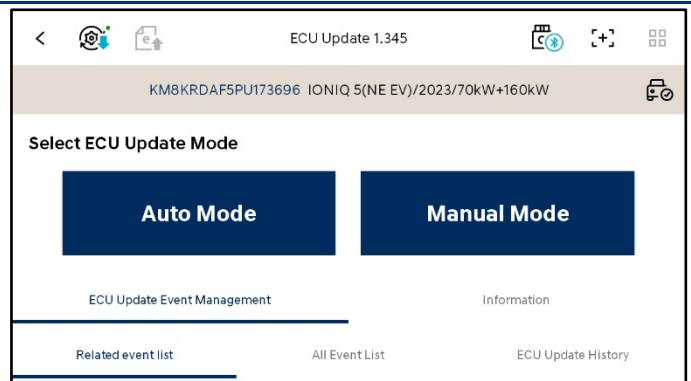 ECU Update 1.345
KM8KRDAF5PU173696 IONIQ 5(NE EV)/2023/70kW+160kW
Select ECU Update Mode
Auto Mode Manual Mode
ECU Update Event Management Information
Related event list All Event List ECU Update History